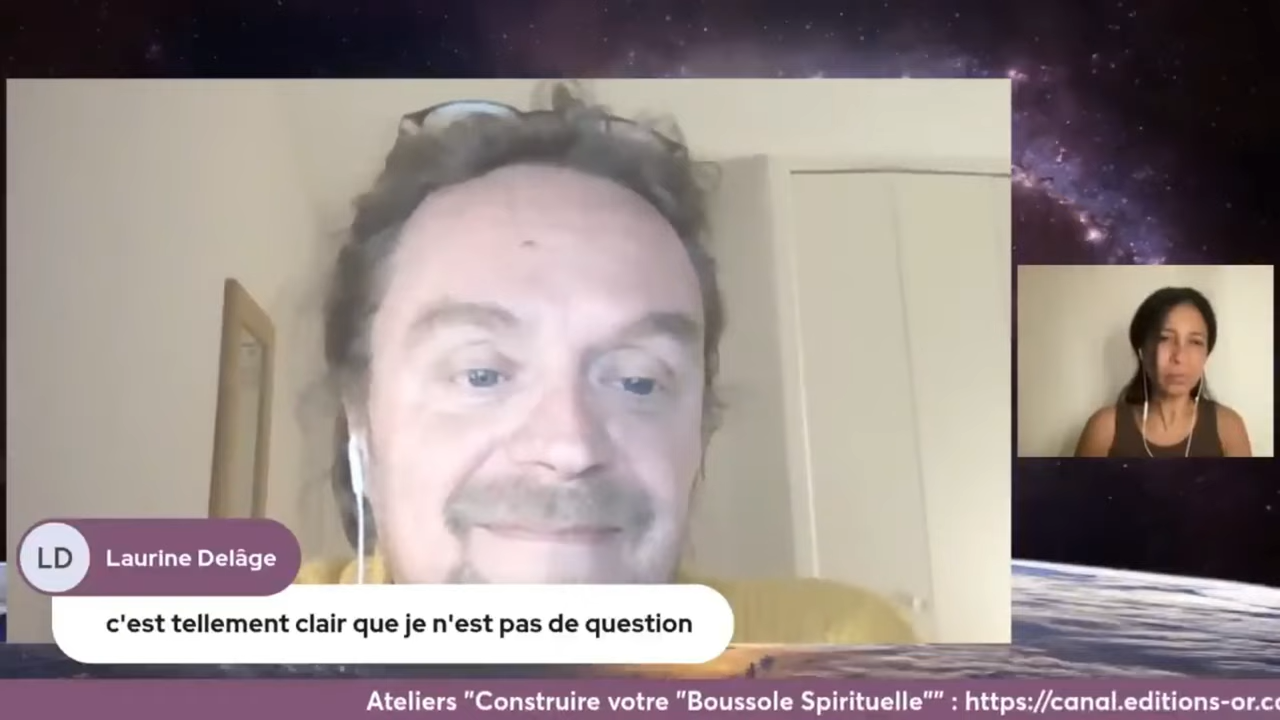 LD
Laurine Delâge
c'est tellement clair que je n'est pas de question
Ateliers "Construire votre "Boussole Spirituelle"" : https://canal.editions-or.c